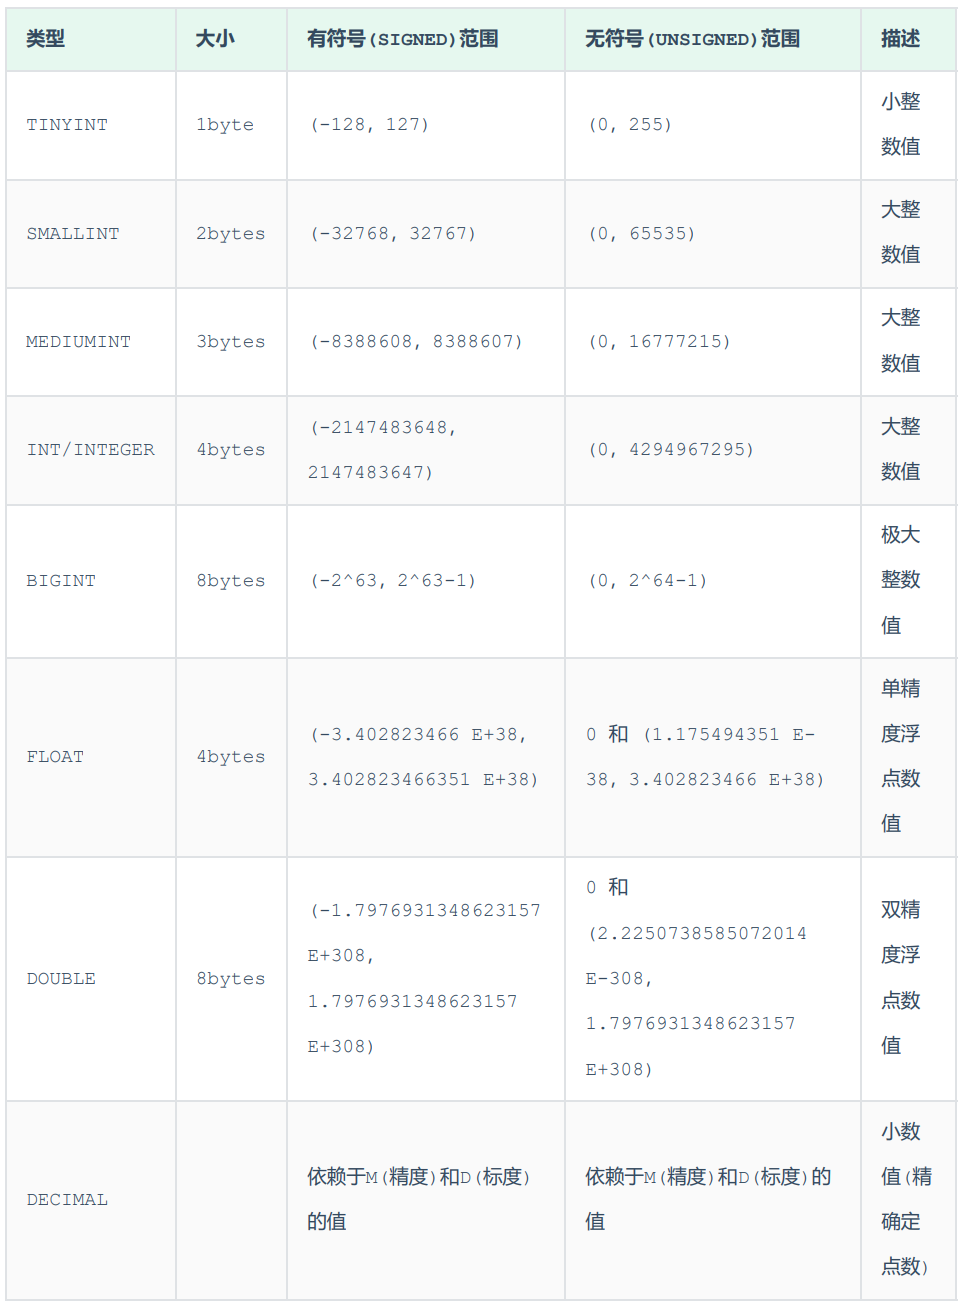 类型 大小 有符号(SIGNED)范围 无符号(UNSIGNED)范围 描述
TINYINT 1byte (-128, 127) (0, 255) 小整
数值
SMALLINT 2bytes (-32768, 32767) (0, 65535) 大整
数值
MEDIUMINT 3bytes (-8388608, 8388607) (0, 16777215) 大整
数值
INT/INTEGER 4bytes (-2147483648,
2147483647) (0, 4294967295) 大整
数值
BIGINT 8bytes (-2^63, 2^63-1) (0, 2^64-1) 极大
整数
值
FLOAT 4bytes (-3.402823466 E+38,
3.402823466351 E+38) 0 和 (1.175494351 E-
38, 3.402823466 E+38) 单精
度浮
点数
值
DOUBLE 8bytes (-1.7976931348623157
E+308,
1.7976931348623157
E+308) 0 和
(2.2250738585072014
E-308,
1.7976931348623157
E+308) 双精
度浮
点数
值
DECIMAL 依赖于M(精度)和D(标度)
的值 依赖于M(精度)和D(标度)的
值 小数
值(精
确定
点数)